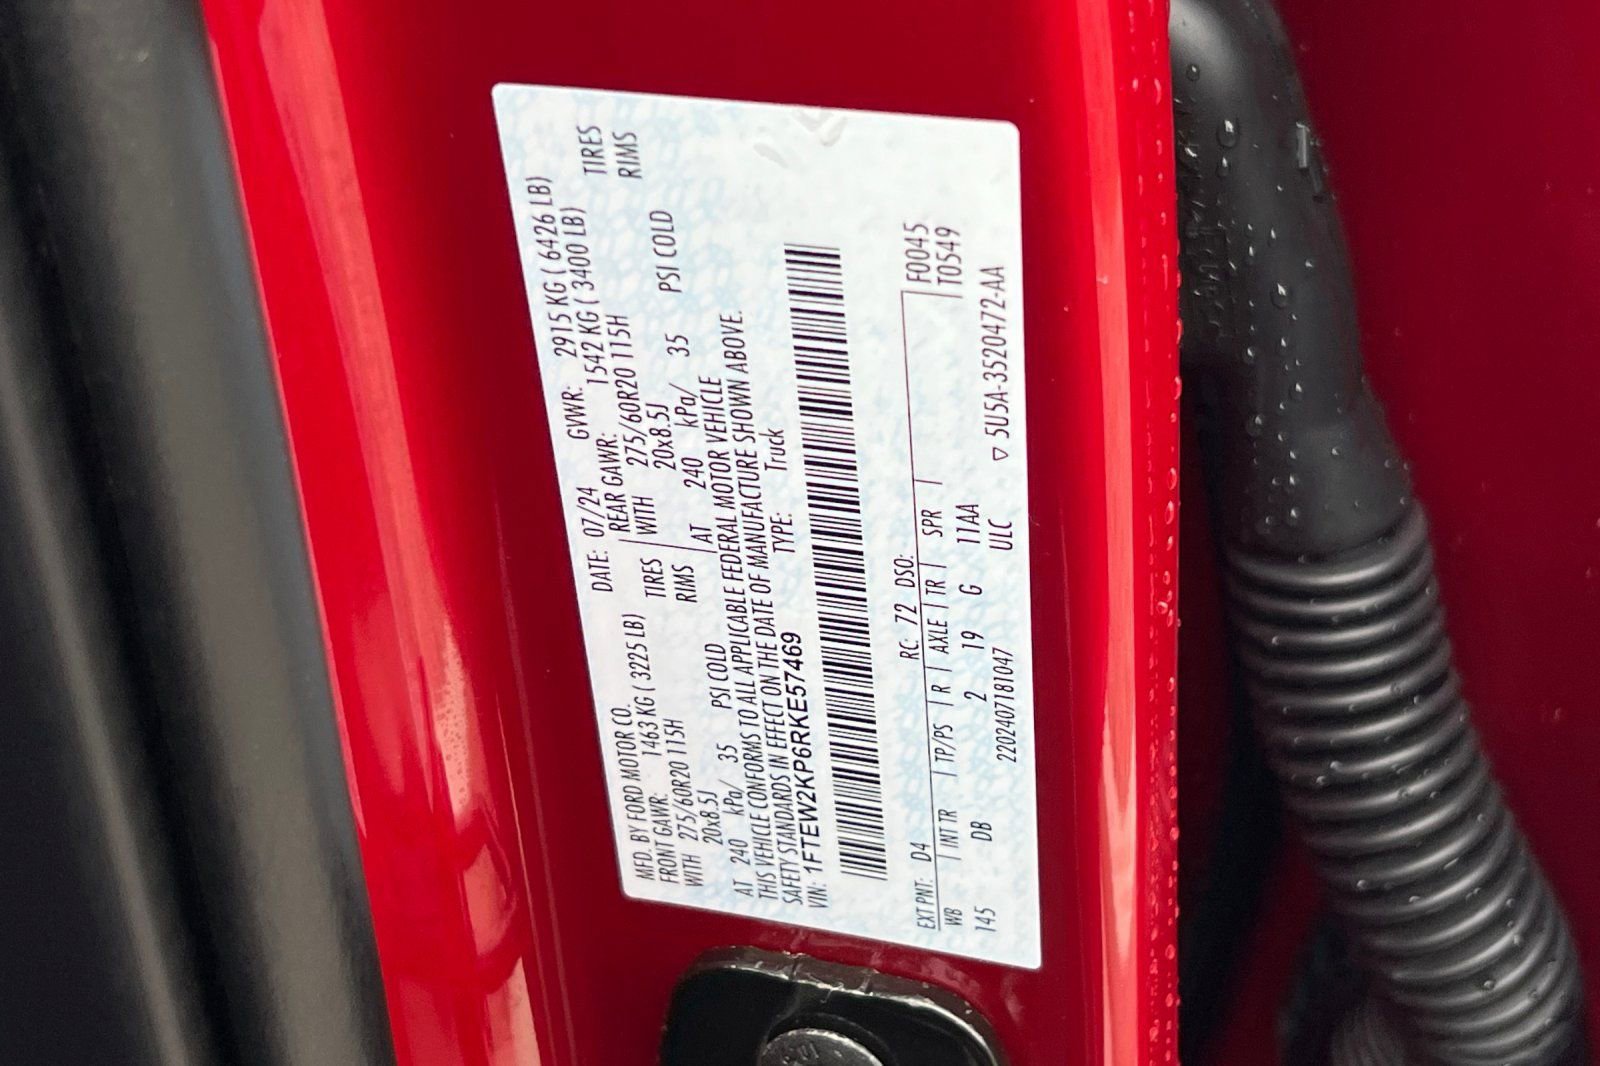 MFD. BY FORD MOTOR CO.
DATE: 07/24 GVWR: 2915 KG ( 6426 LB)
FRONT GAWR: 1463 KG ( 3225 LB) REAR GAWR: 1542 KG ( 3400 LB)
WITH 275/60R20 115H TIRES WITH 275/60R20 115H TIRES
20x8.5J RIMS 20x8.5J RIMS
AT 240 kPa/ 35 PSI COLD AT 240 kPa/ 35 PSI COLD
THIS VEHICLE CONFORMS TO ALL APPLICABLE FEDERAL MOTOR VEHICLE
SAFETY STANDARDS IN EFFECT ON THE DATE OF MANUFACTURE SHOWN ABOVE.
VIN: 1FTEW2KP6RKE57469 TYPE: Truck
F0045
T0549
EXT PNT: D4 RC: 72 DSO:
WB | INT TR | TP/PS | R | AXLE | TR | SPR |
145 DB 2 19 G 11AA
220240718 1047 ULC ▽ 5U5A-3520472-AA